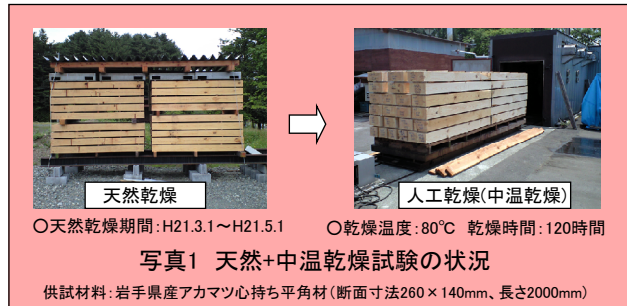 天然乾燥
人工乾燥(中温乾燥)
○天然乾燥期間:H21.3.1～H21.5.1
○乾燥温度:80℃ 乾燥時間:120時間
写真1 天然+中温乾燥試験の状況
供試材料:岩手県産アカマツ心持ち平角材(断面寸法260×140mm、長さ2000mm)